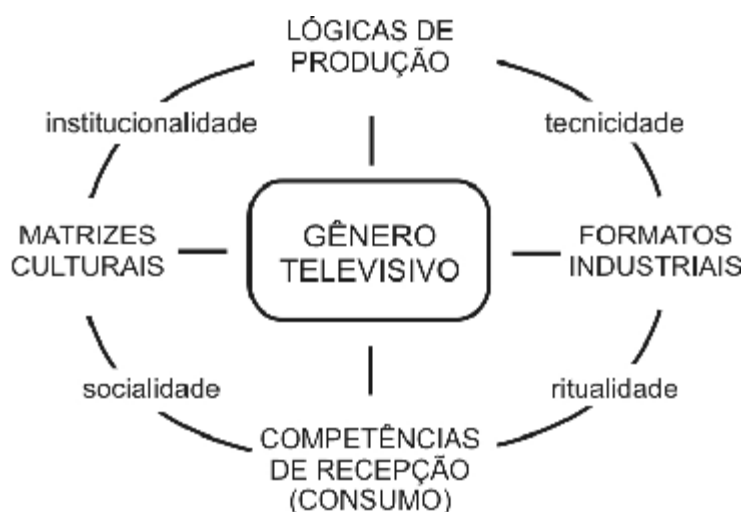 LÓGICAS DE
PRODUÇÃO
institucionalidade
tecnicidade
MATRIZES
CULTURAIS
GÊNERO
TELEVISIVO
FORMATOS
INDUSTRIAIS
socialidade
ritualidade
COMPETÊNCIAS
DE RECEPÇÃO
(CONSUMO)